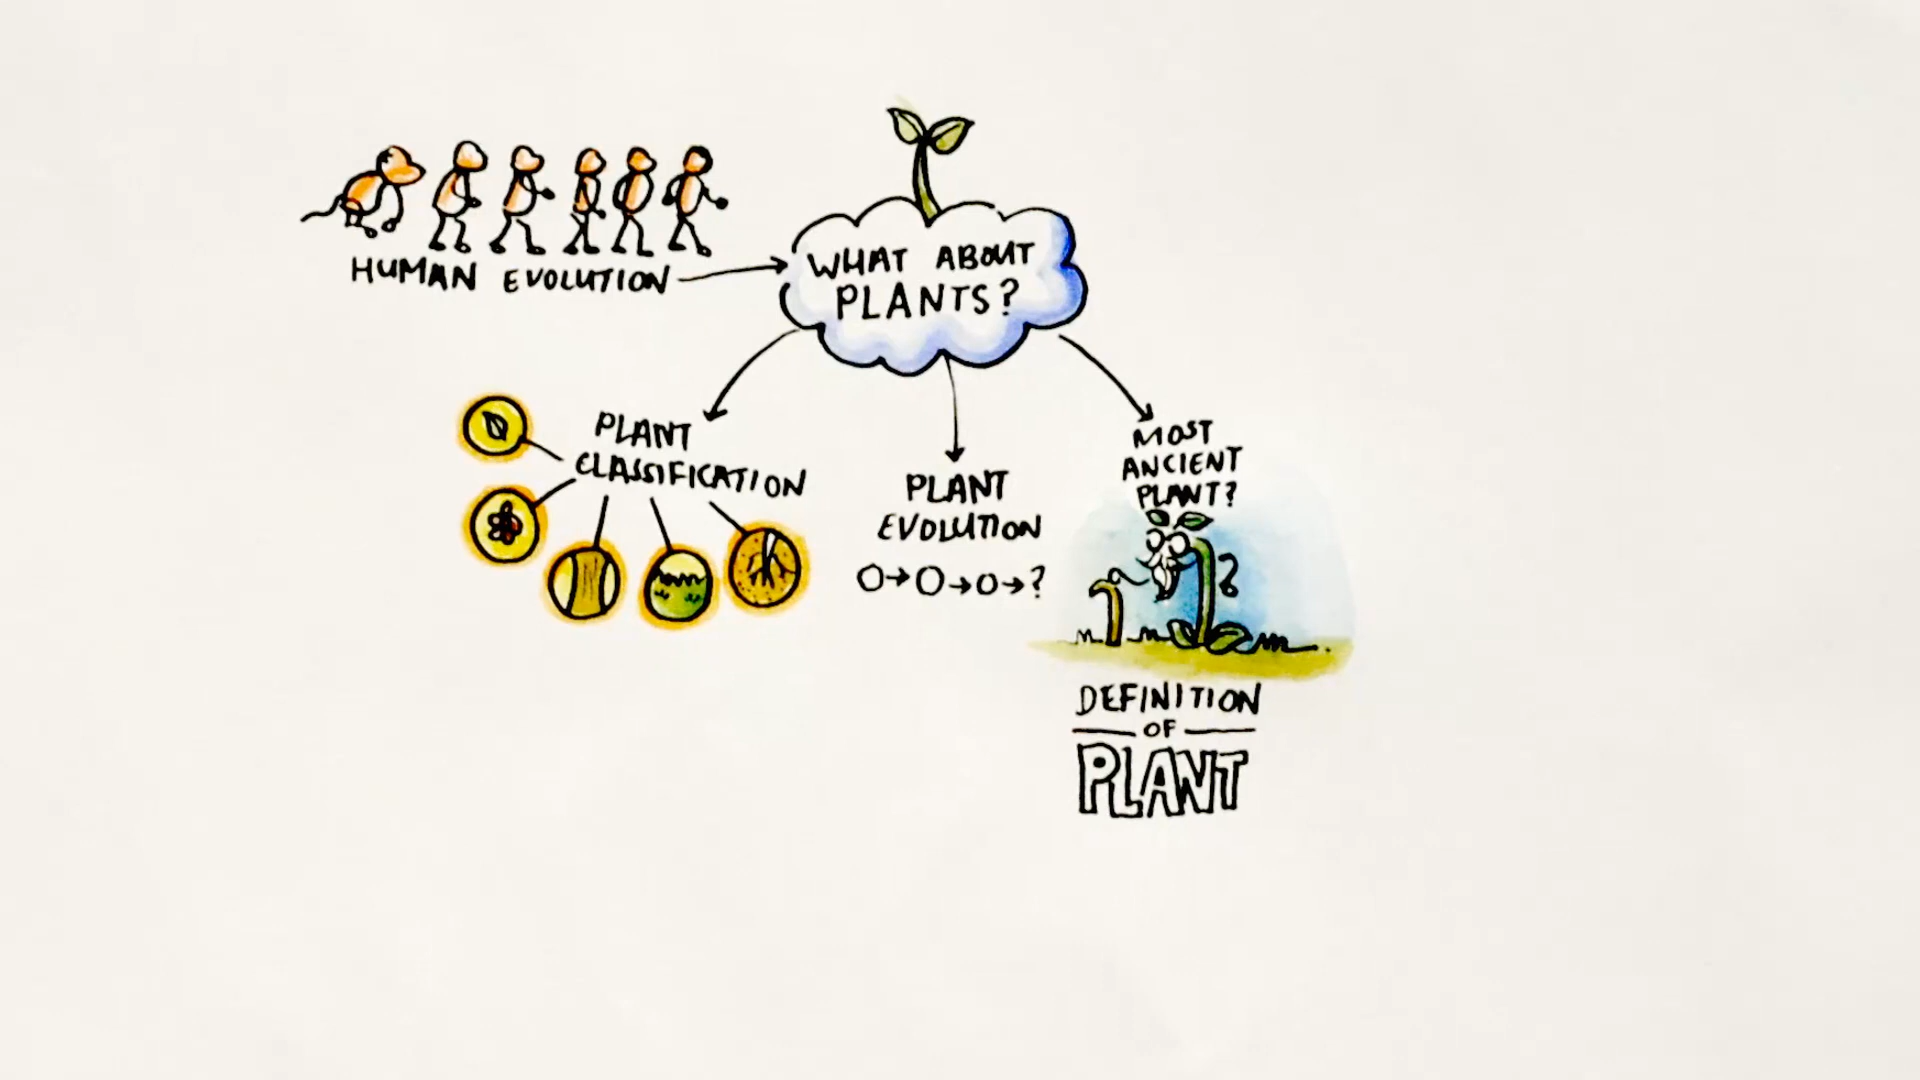 HUMAN EVOLUTION
WHAT ABOUT
PLANTS?
PLANT
CLASSIFICATION
PLANT
EVOLUTION
O→O→O→?
MOST
ANCIENT
PLANT?
DEFINITION
OF
PLANT